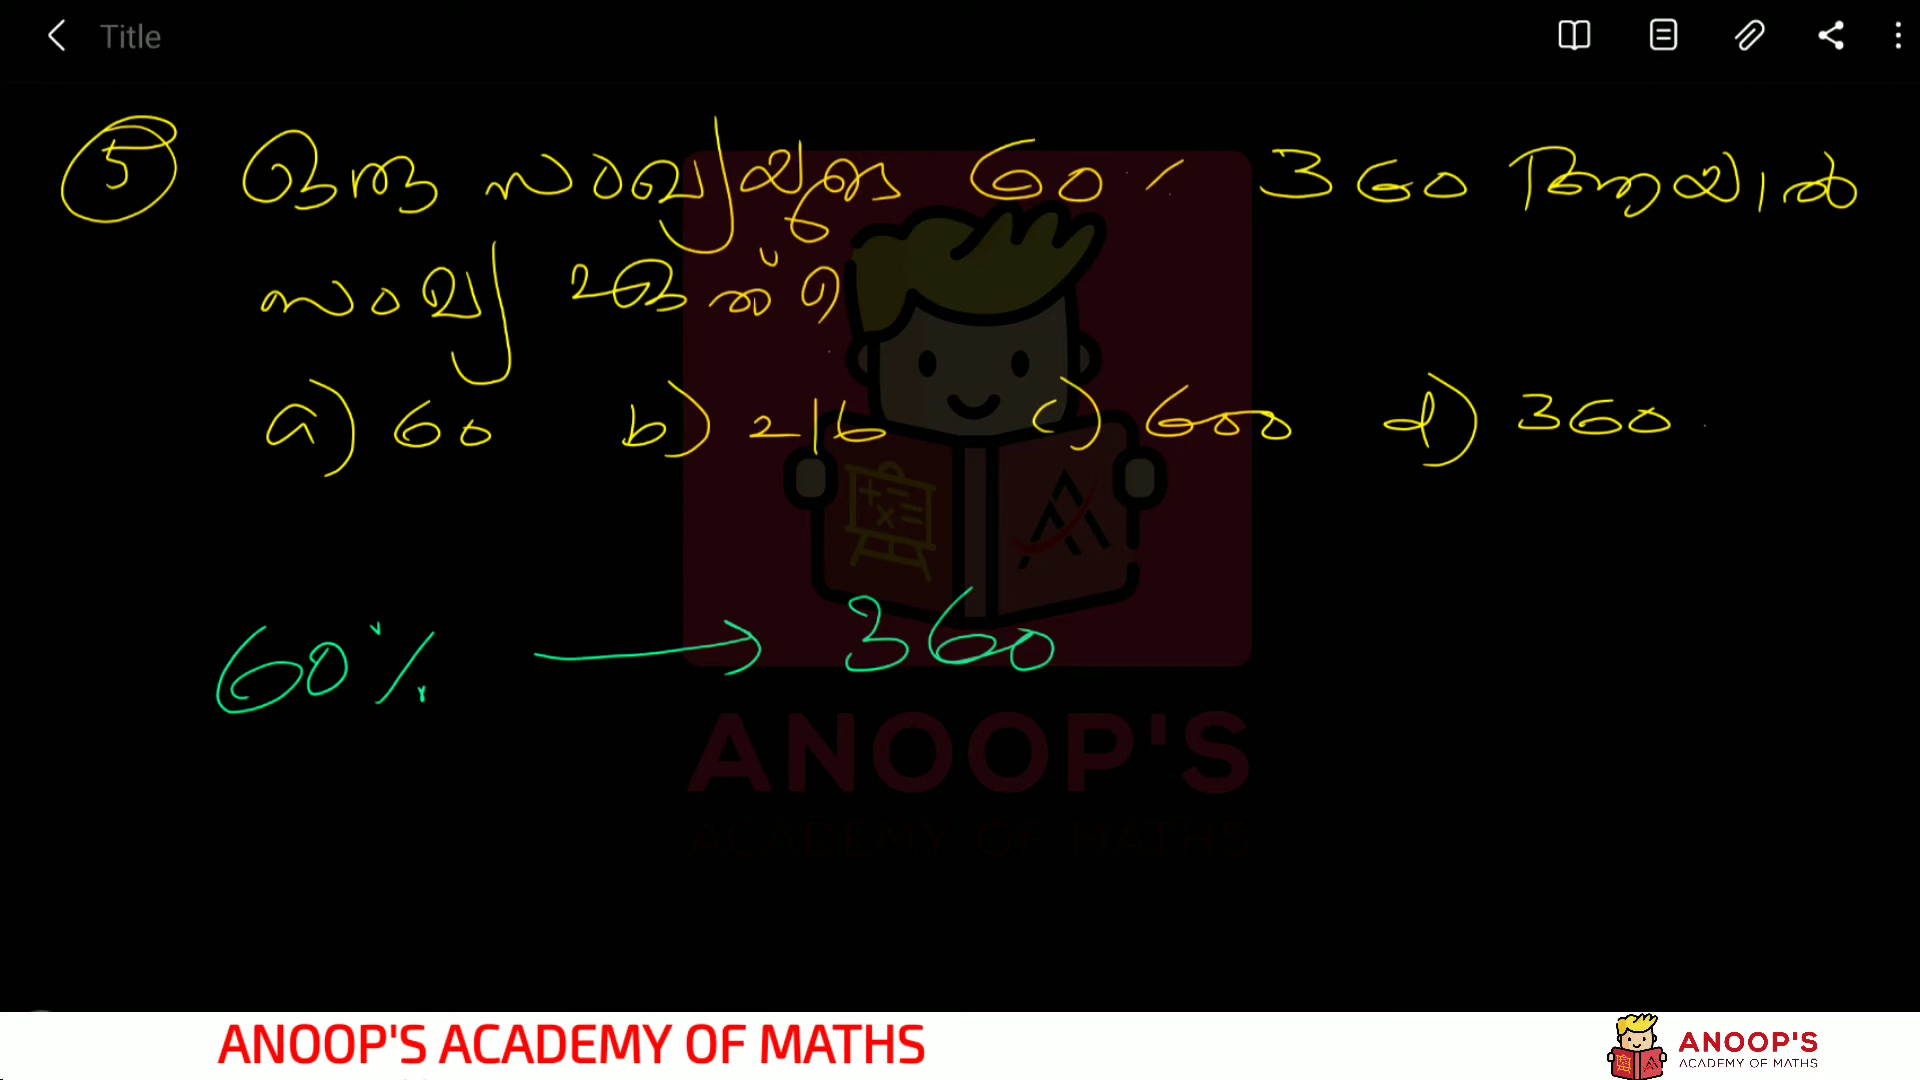 Title
5 ഒരു സംഖ്യയുടെ 60% 360 ആയാൽ
സംഖ്യ ഏത്?
a) 60 b) 216 c) 600 d) 360
60% → 360
ANOOP'S
ACADEMY OF MATHS
ANOOP'S ACADEMY OF MATHS
ANOOP'S
ACADEMY OF MATHS